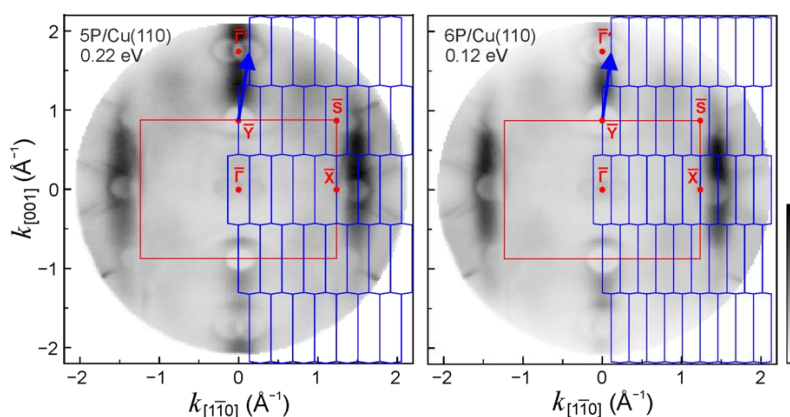 5P/Cu(110)
0.22 eV
Γ̄'
S̄
Ȳ
Γ̄
X̄
2
1
0
−1
−2
−2 −1 0 1 2
k[11̄0] (Å⁻¹)
k[001] (Å⁻¹)
6P/Cu(110)
0.12 eV
Γ̄'
S̄
Ȳ
Γ̄
X̄
−2 −1 0 1 2
k[11̄0] (Å⁻¹)